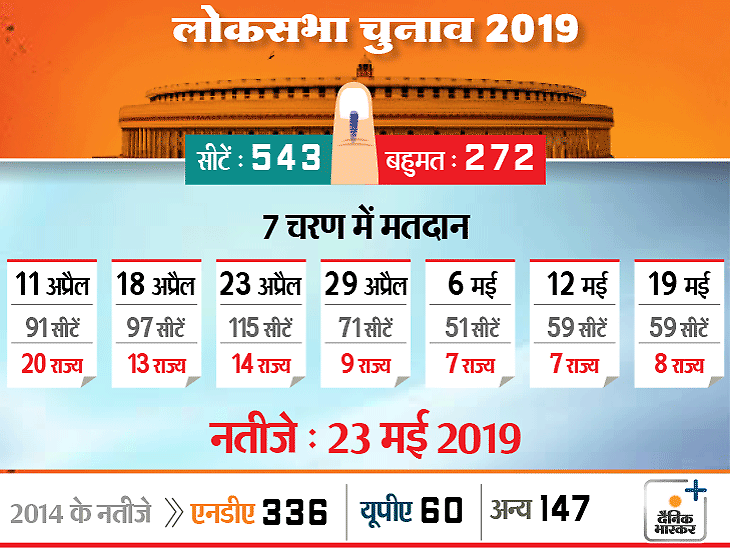 लोकसभा चुनाव 2019
सीटें : 543 बहुमत : 272
7 चरण में मतदान
11 अप्रैल 18 अप्रैल 23 अप्रैल 29 अप्रैल 6 मई 12 मई 19 मई
91 सीटें 97 सीटें 115 सीटें 71 सीटें 51 सीटें 59 सीटें 59 सीटें
20 राज्य 13 राज्य 14 राज्य 9 राज्य 7 राज्य 7 राज्य 8 राज्य
नतीजे : 23 मई 2019
2014 के नतीजे >> एनडीए 336 यूपीए 60 अन्य 147
दैनिक
भास्कर